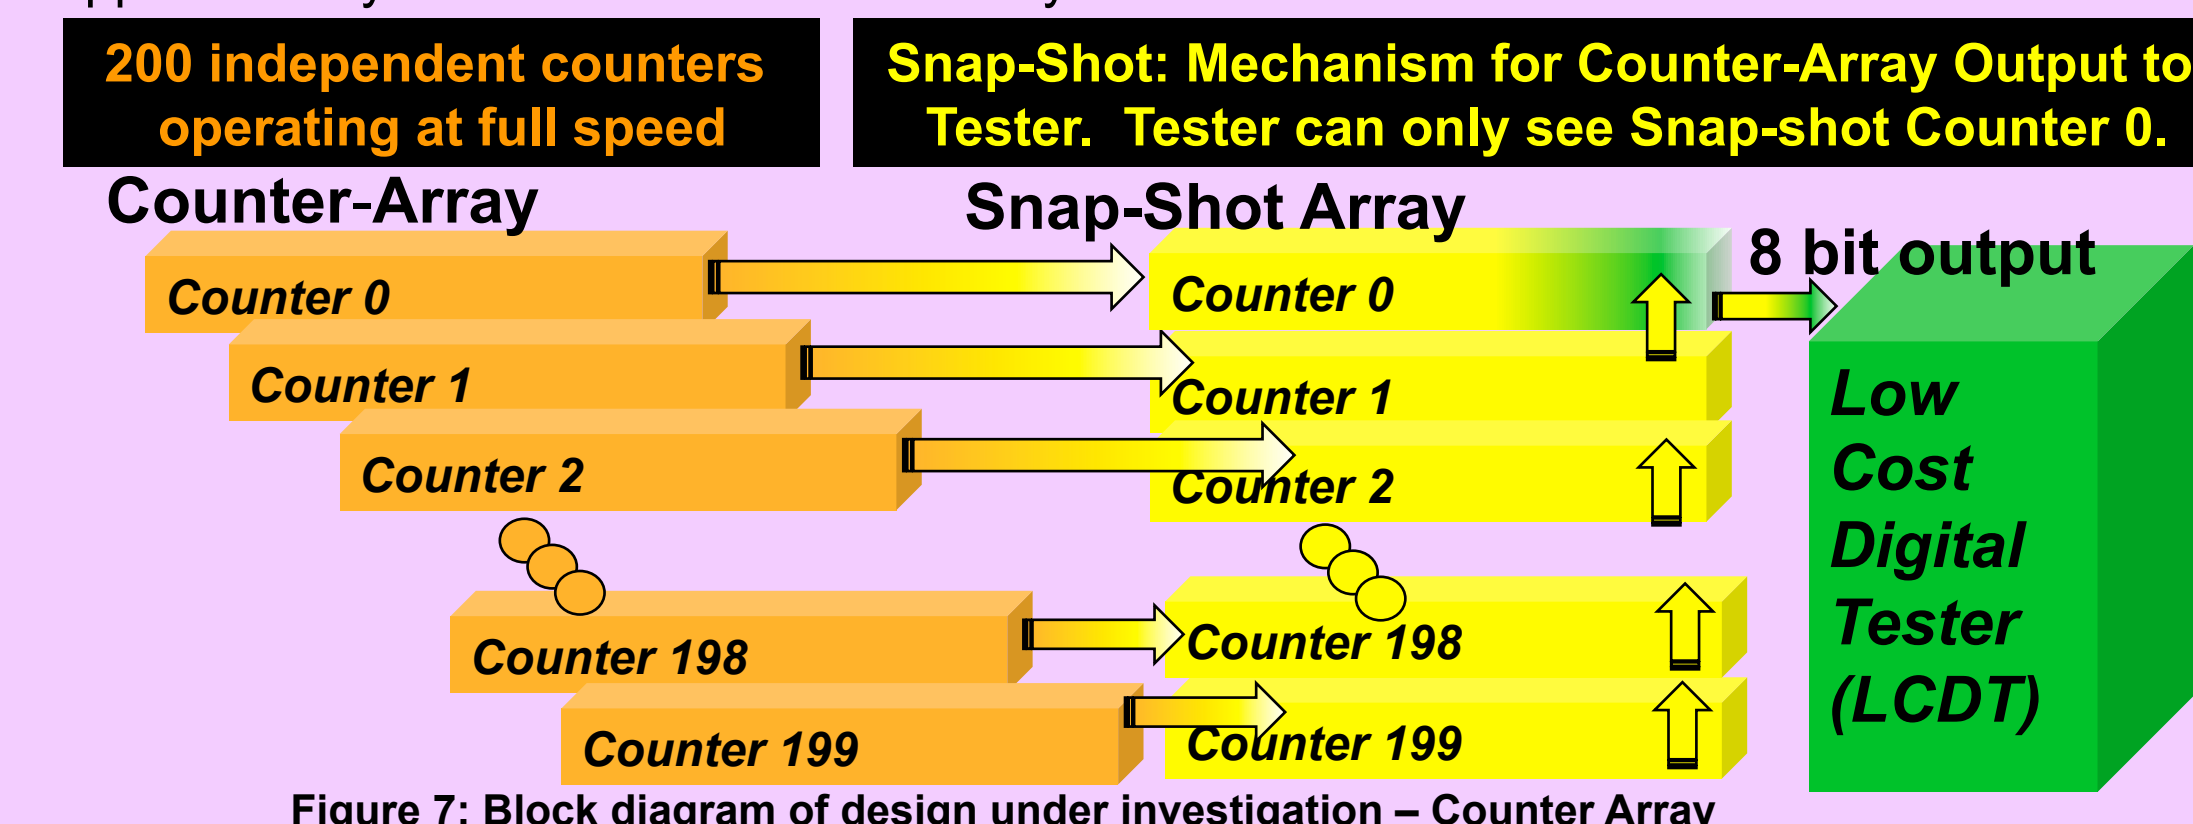 200 independent counters
operating at full speed
Snap-Shot: Mechanism for Counter-Array Output to
Tester.  Tester can only see Snap-shot Counter 0.
Counter-Array
Snap-Shot Array
8 bit output
Counter 0
Counter 1
Counter 2
Counter 198
Counter 199
Counter 0
Counter 1
Counter 2
Counter 198
Counter 199
Low
Cost
Digital
Tester
(LCDT)
Figure 7: Block diagram of design under investigation – Counter Array